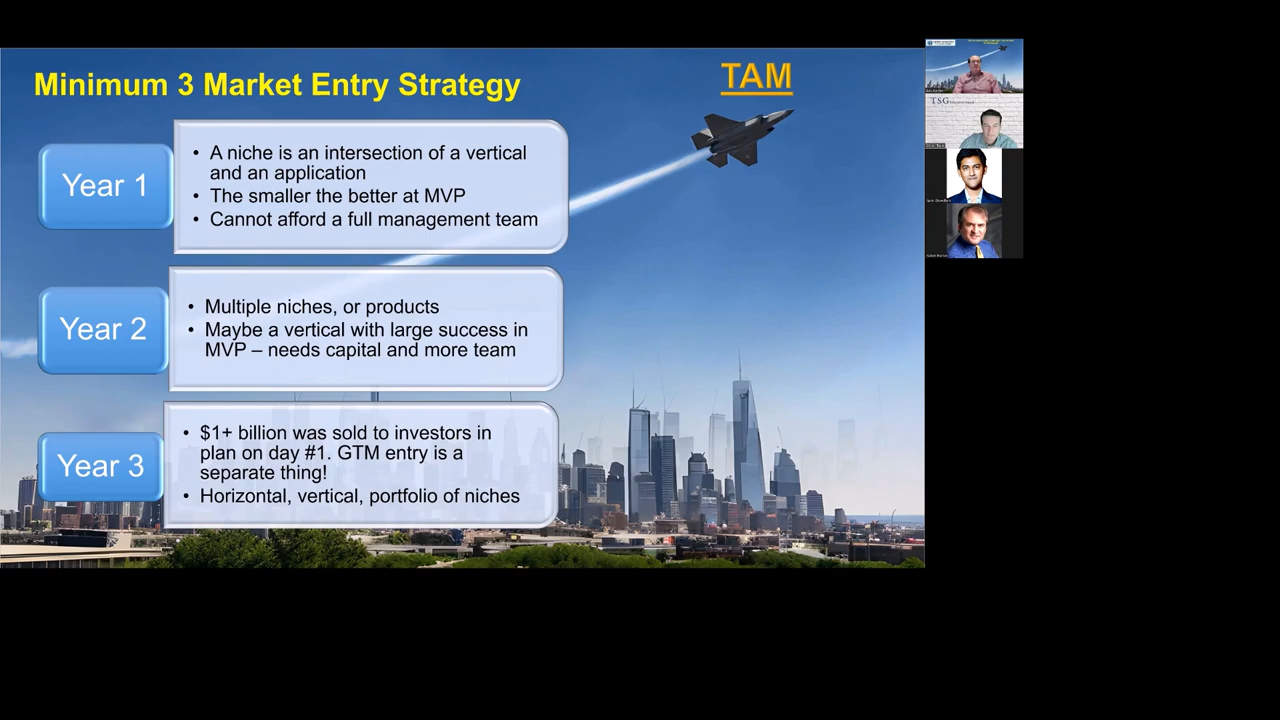 Minimum 3 Market Entry Strategy
TAM
Year 1
• A niche is an intersection of a vertical
and an application
• The smaller the better at MVP
• Cannot afford a full management team
Year 2
• Multiple niches, or products
• Maybe a vertical with large success in
MVP – needs capital and more team
Year 3
• $1+ billion was sold to investors in
plan on day #1. GTM entry is a
separate thing!
• Horizontal, vertical, portfolio of niches
TSG